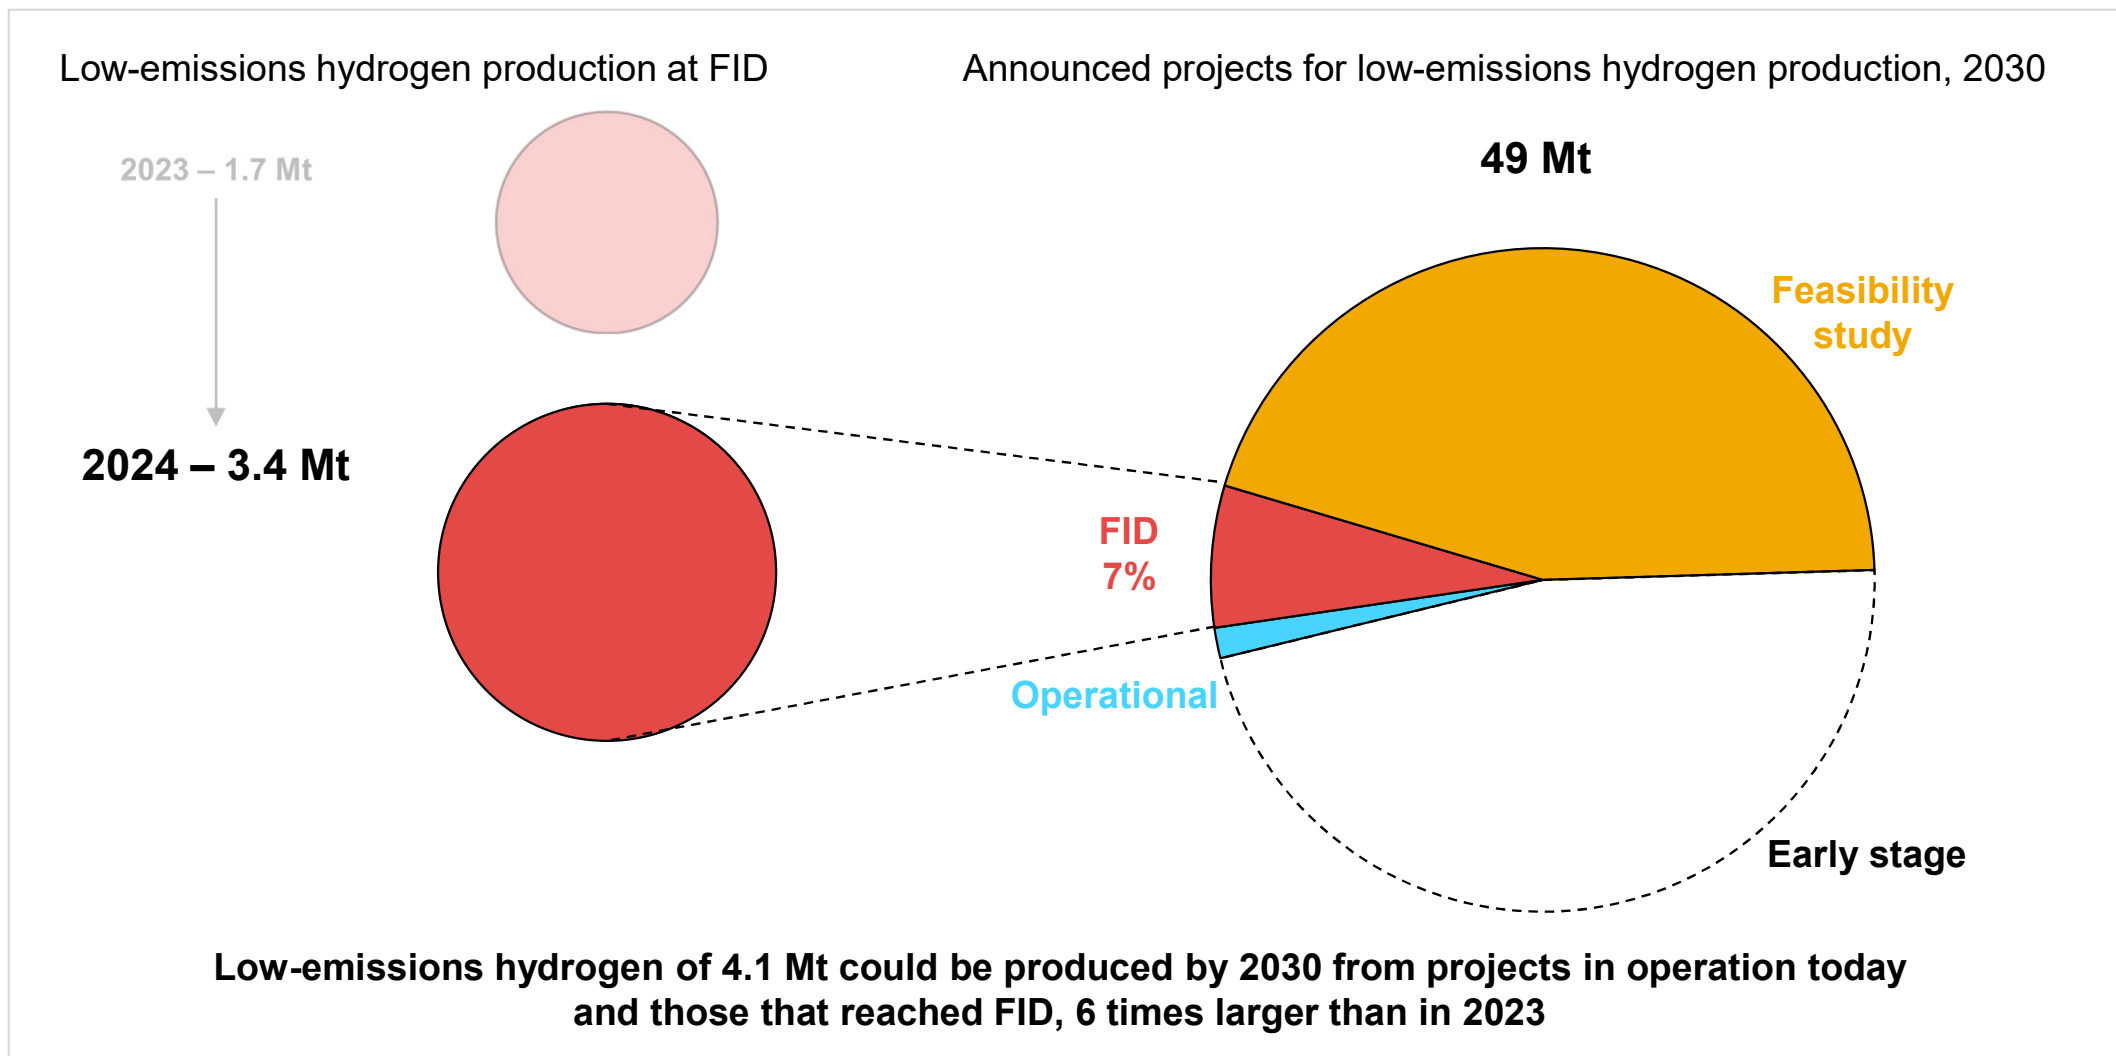 Low-emissions hydrogen production at FID
2023 – 1.7 Mt
2024 – 3.4 Mt
Announced projects for low-emissions hydrogen production, 2030
49 Mt
Feasibility
study
FID
7%
Operational
Early stage
Low-emissions hydrogen of 4.1 Mt could be produced by 2030 from projects in operation today
and those that reached FID, 6 times larger than in 2023